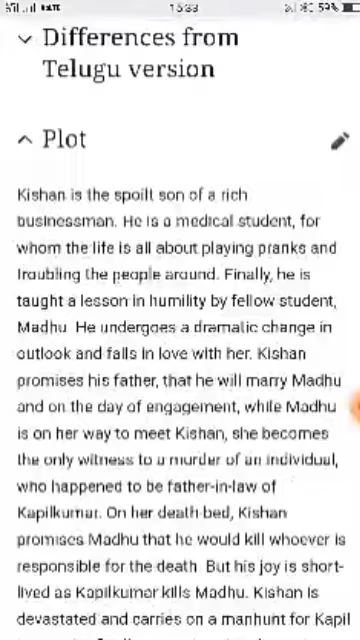 15:33
59%
Differences from
Telugu version
Plot
Kishan is the spoilt son of a rich
businessman. He is a medical student, for
whom the life is all about playing pranks and
troubling the people around. Finally, he is
taught a lesson in humility by fellow student,
Madhu. He undergoes a dramatic change in
outlook and falls in love with her. Kishan
promises his father, that he will marry Madhu
and on the day of engagement, while Madhu
is on her way to meet Kishan, she becomes
the only witness to a murder of an individual,
who happened to be father-in-law of
Kapilkumar. On her death bed, Kishan
promises Madhu that he would kill whoever is
responsible for the death. But his joy is short-
lived as Kapilkumar kills Madhu. Kishan is
devastated and carries on a manhunt for Kapil